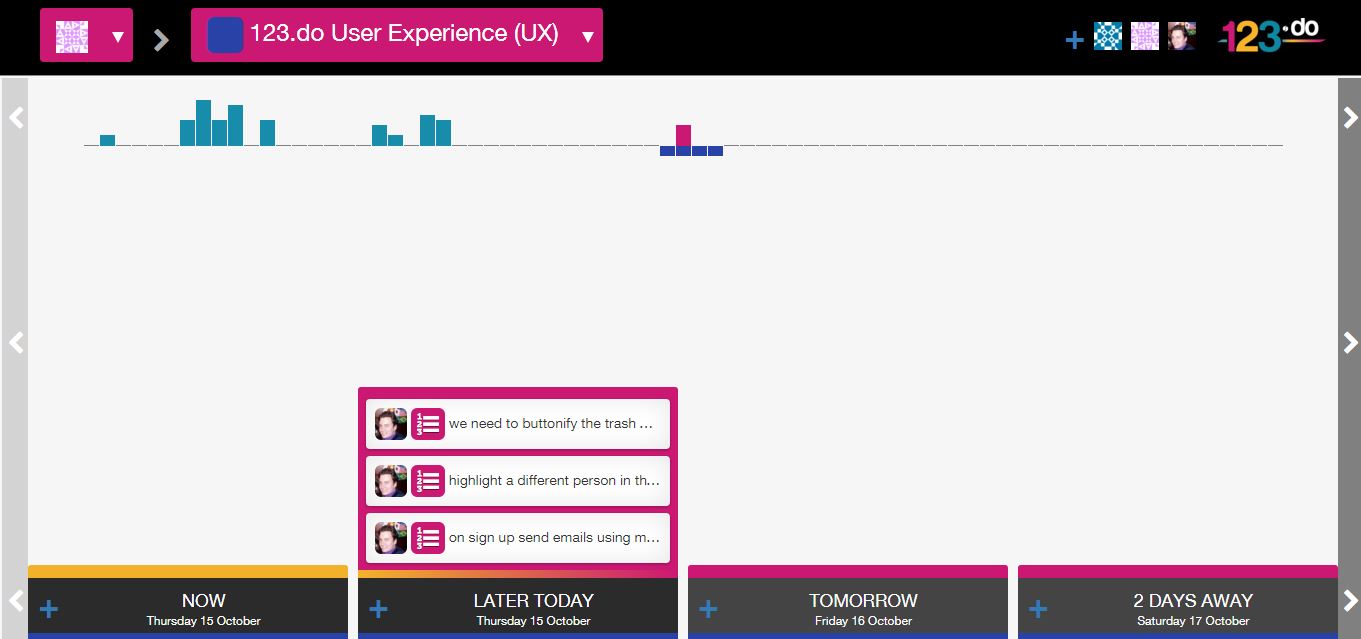 123.do User Experience (UX)
123.do
we need to buttonify the trash ...
highlight a different person in th...
on sign up send emails using m...
NOW
Thursday 15 October
LATER TODAY
Thursday 15 October
TOMORROW
Friday 16 October
2 DAYS AWAY
Saturday 17 October